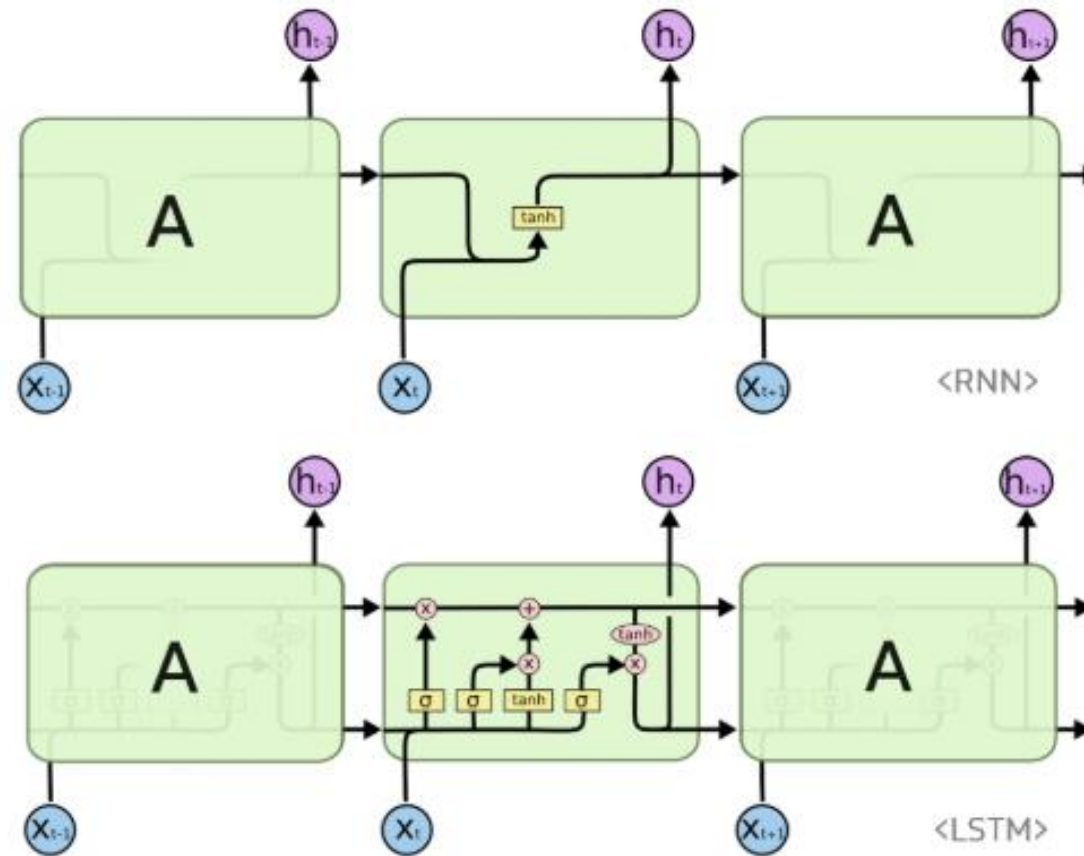 h t-1 h t h t+1
A A
tanh
x t-1 x t x t+1 <RNN>
h t-1 h t h t+1
x +
tanh
A x x A
σ σ tanh σ
x t-1 x t x t+1 <LSTM>